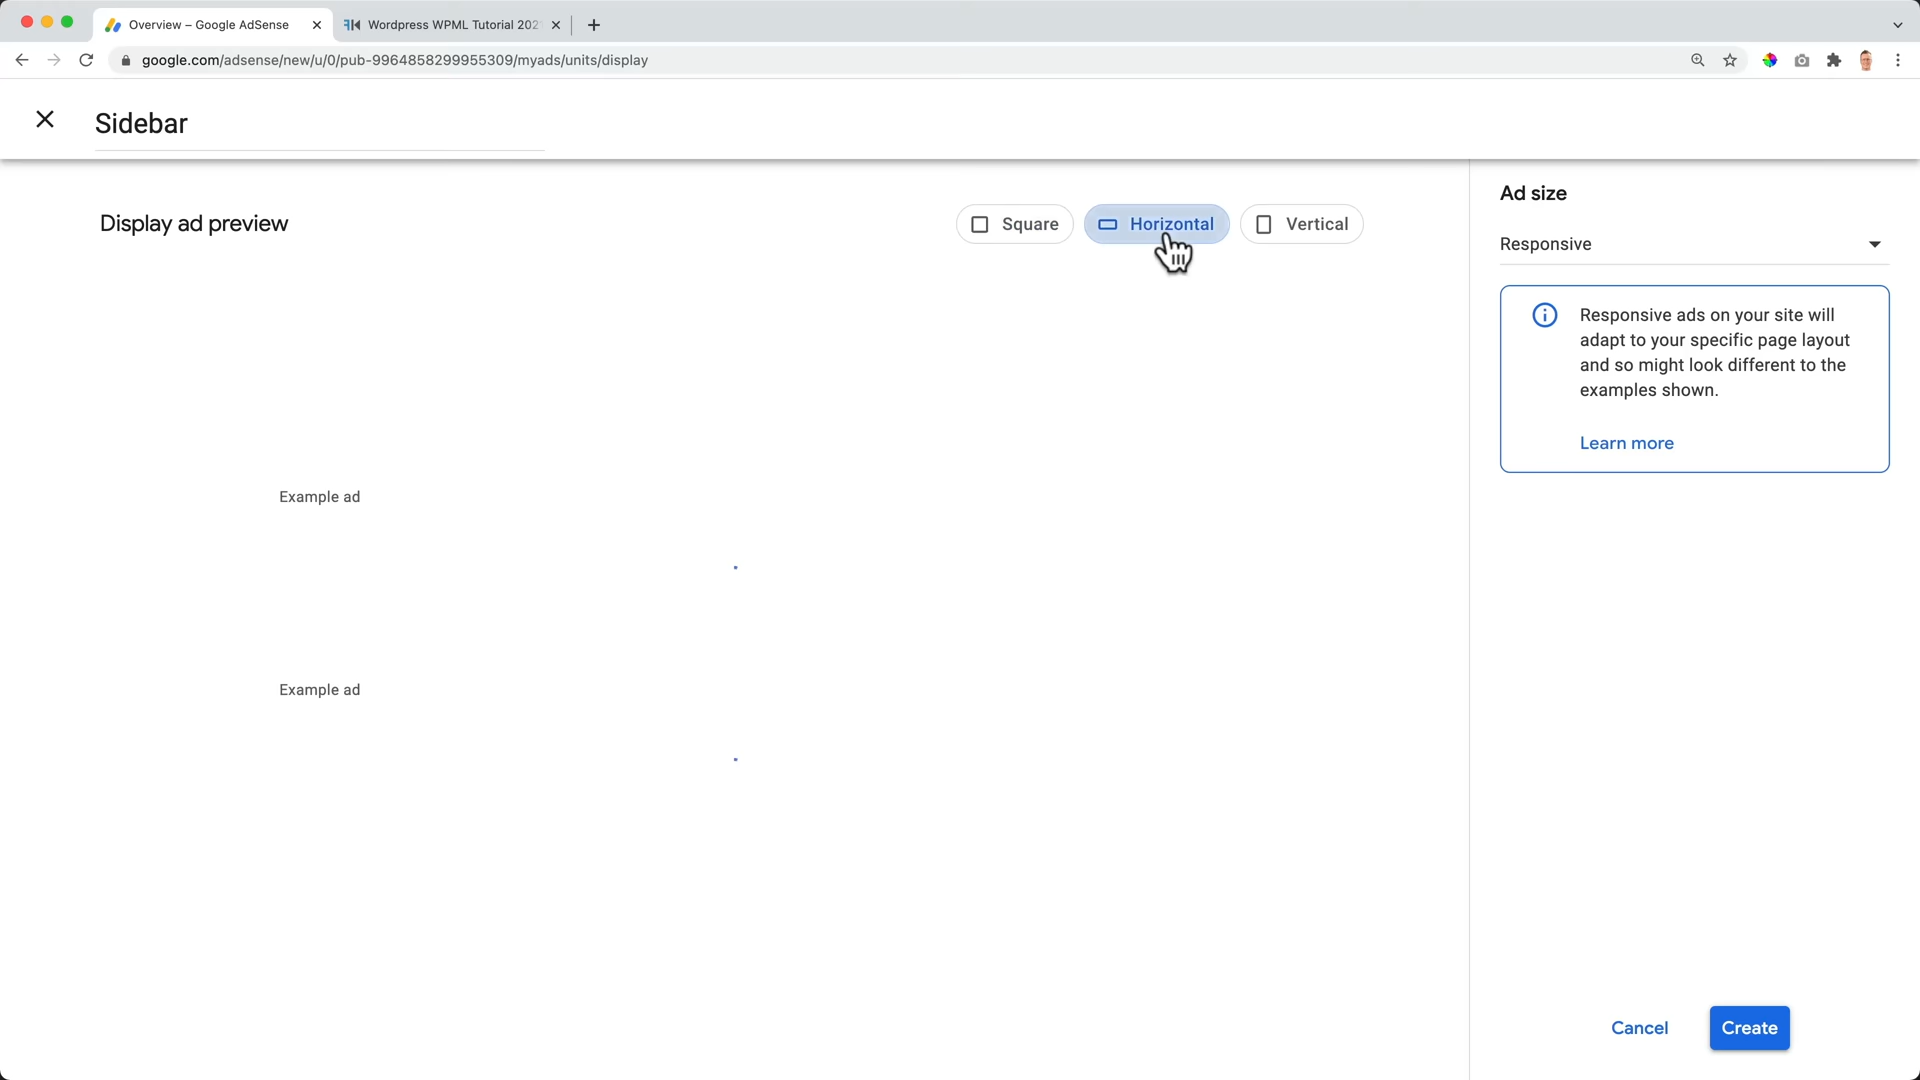 Overview – Google AdSense
Wordpress WPML Tutorial 202
google.com/adsense/new/u/0/pub-9964858299955309/myads/units/display
Sidebar
Display ad preview
Square
Horizontal
Vertical
Ad size
Responsive
Responsive ads on your site will
adapt to your specific page layout
and so might look different to the
examples shown.
Learn more
Example ad
Example ad
Cancel
Create